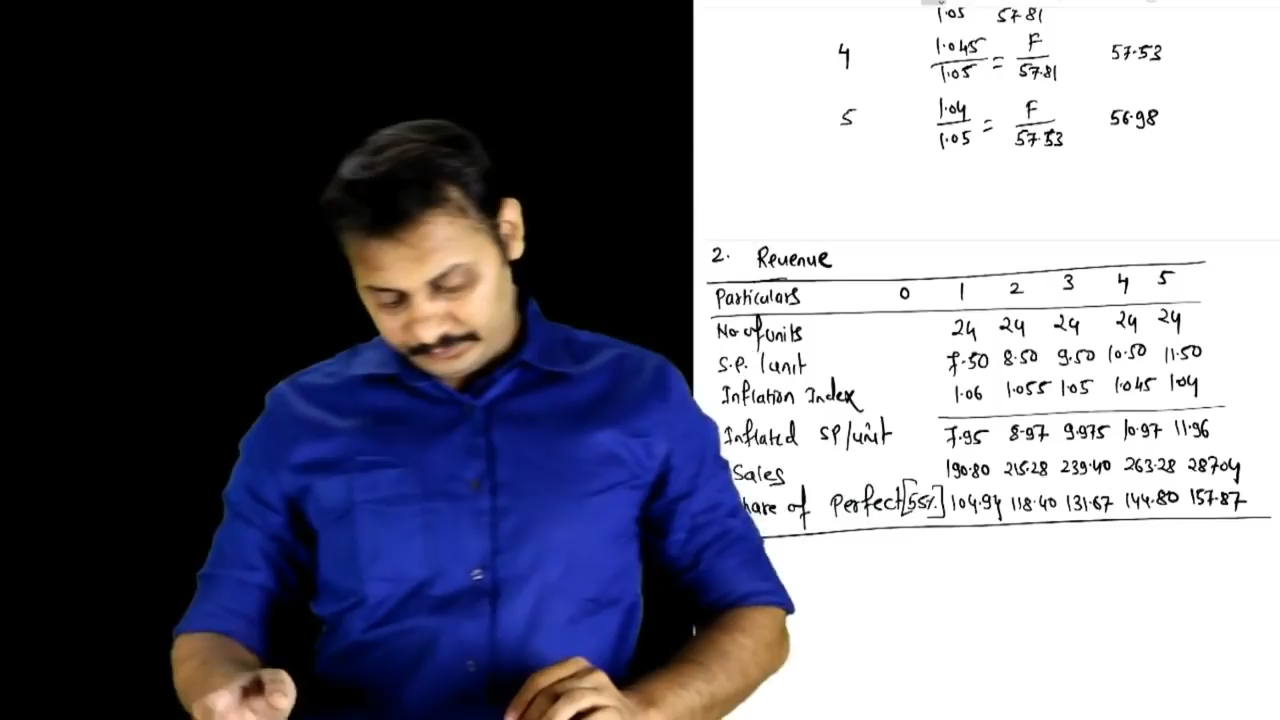 1.05 57.81
4 1.045/1.05 = F/57.81 57.53
5 1.04/1.05 = F/57.53 56.98
2. Revenue
Particulars 0 1 2 3 4 5
No of units 24 24 24 24 24
S.P. /unit 7.50 8.50 9.50 10.50 11.50
Inflation Index 1.06 1.055 1.05 1.045 1.04
Inflated SP/unit 7.95 8.97 9.975 10.97 11.96
Sales 190.80 215.28 239.40 263.28 287.04
hare of Perfect [55%] 104.94 118.40 131.67 144.80 157.87